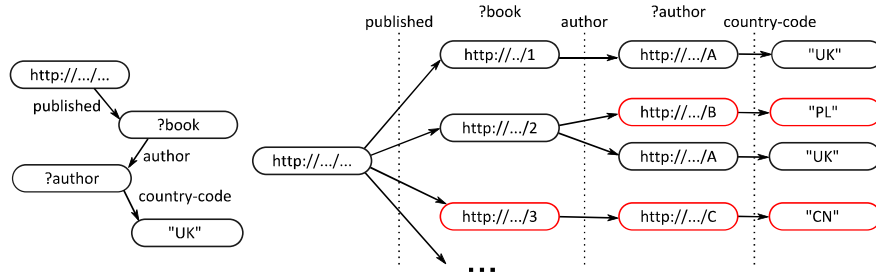 http://.../...
published
?book
author
?author
country-code
"UK"
published
?book
author
?author
country-code
http://../1
http://.../A
"UK"
http://.../B
"PL"
http://.../2
http://.../A
"UK"
http://.../...
http://.../3
http://.../C
"CN"
...